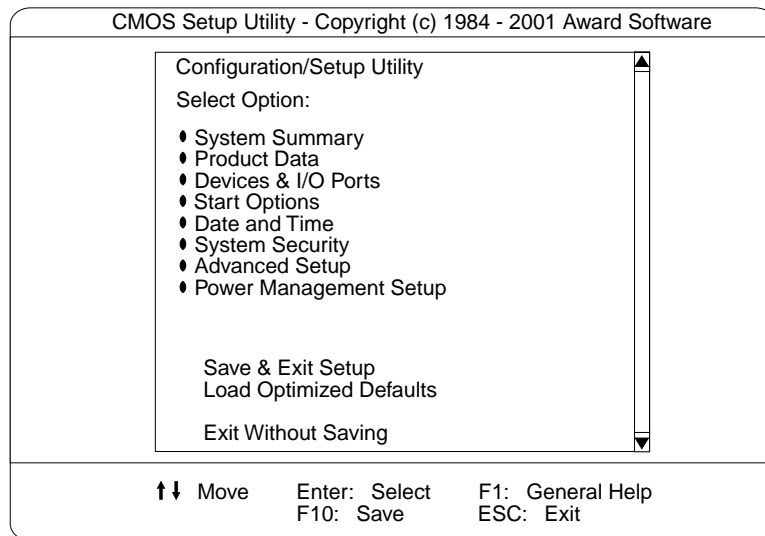 CMOS Setup Utility - Copyright (c) 1984 - 2001 Award Software
Configuration/Setup Utility
Select Option:
System Summary
Product Data
Devices & I/O Ports
Start Options
Date and Time
System Security
Advanced Setup
Power Management Setup
Save & Exit Setup
Load Optimized Defaults
Exit Without Saving
Move Enter: Select F1: General Help
F10: Save ESC: Exit